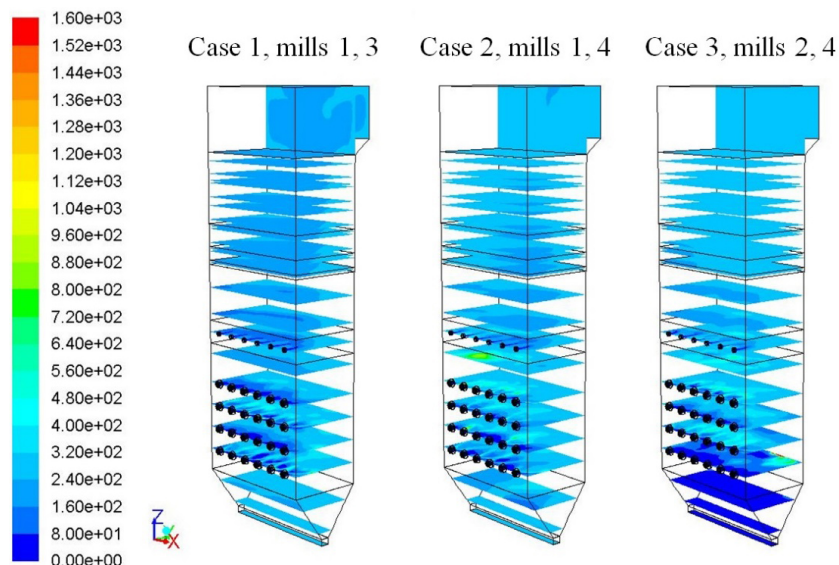 Case 1, mills 1, 3
Case 2, mills 1, 4
Case 3, mills 2, 4
1.60e+03
1.52e+03
1.44e+03
1.36e+03
1.28e+03
1.20e+03
1.12e+03
1.04e+03
9.60e+02
8.80e+02
8.00e+02
7.20e+02
6.40e+02
5.60e+02
4.80e+02
4.00e+02
3.20e+02
2.40e+02
1.60e+02
8.00e+01
0.00e+00
Z
Y
X